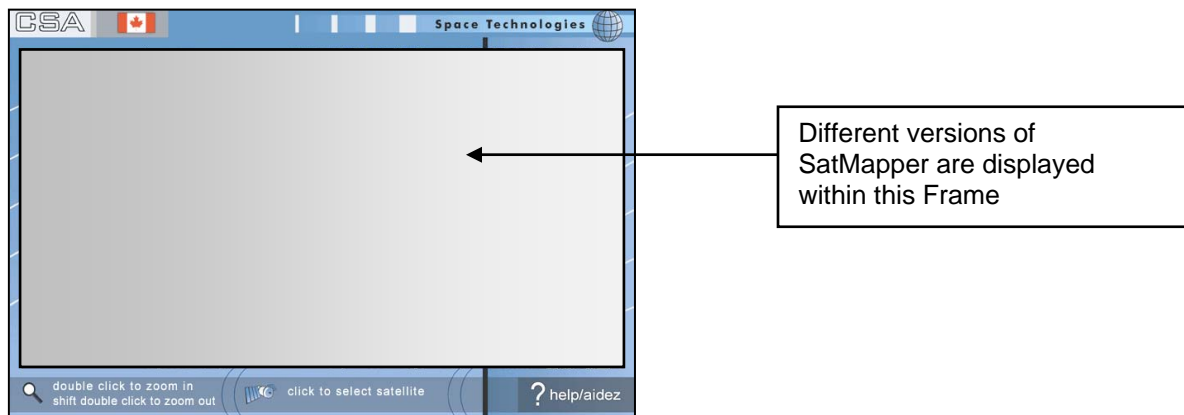 CSA
Space Technologies
Different versions of
SatMapper are displayed
within this Frame
double click to zoom in
shift double click to zoom out
click to select satellite
? help/aidez